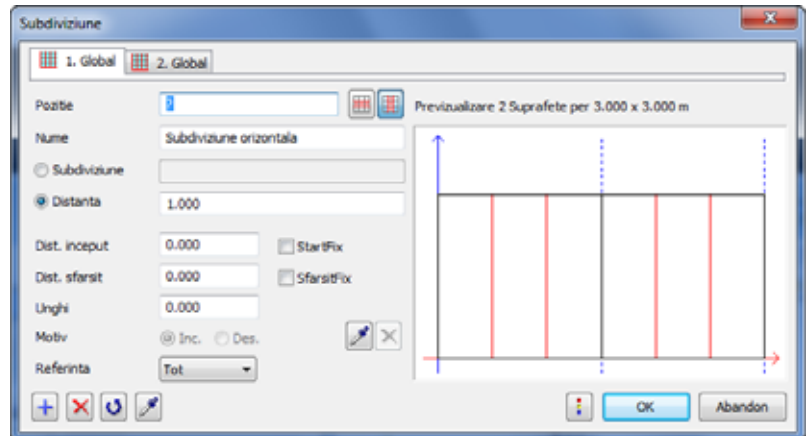 Subdiviziune
1. Global
2. Global
Pozitie
2
Previzualizare 2 Suprafete per 3.000 x 3.000 m
Nume
Subdiviziune orizontala
Subdiviziune
Distanta
1.000
Dist. inceput
0.000
StartFix
Dist. sfarsit
0.000
SfarsitFix
Unghi
0.000
Motiv
Inc.
Des.
Referinta
Tot
OK
Abandon